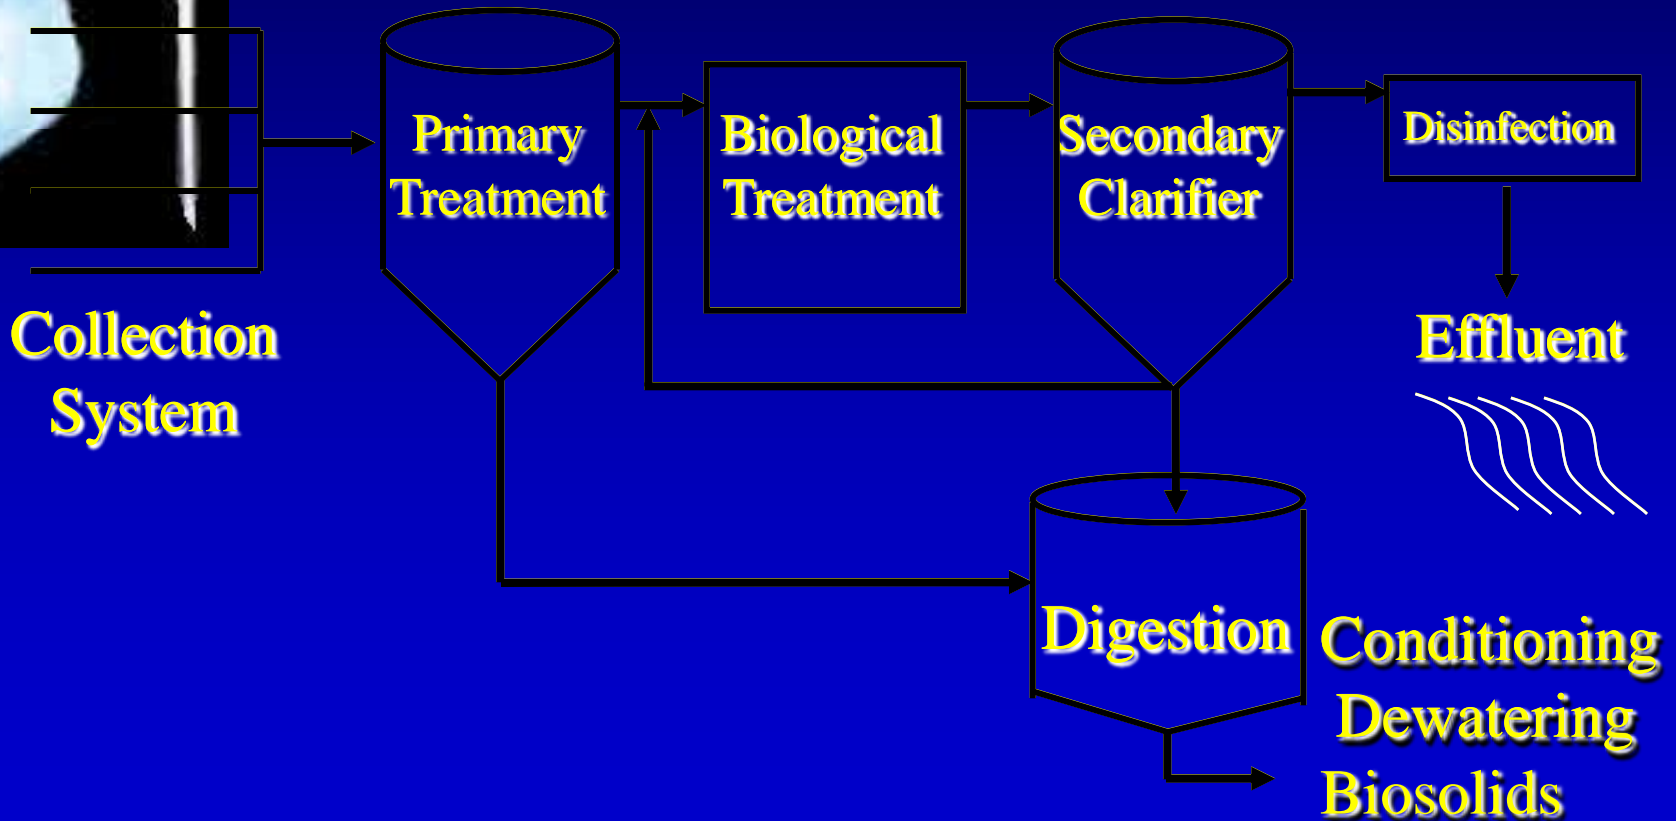 Primary
Treatment
Biological
Treatment
Secondary
Clarifier
Disinfection
Collection
System
Effluent
Digestion
Conditioning
Dewatering
Biosolids